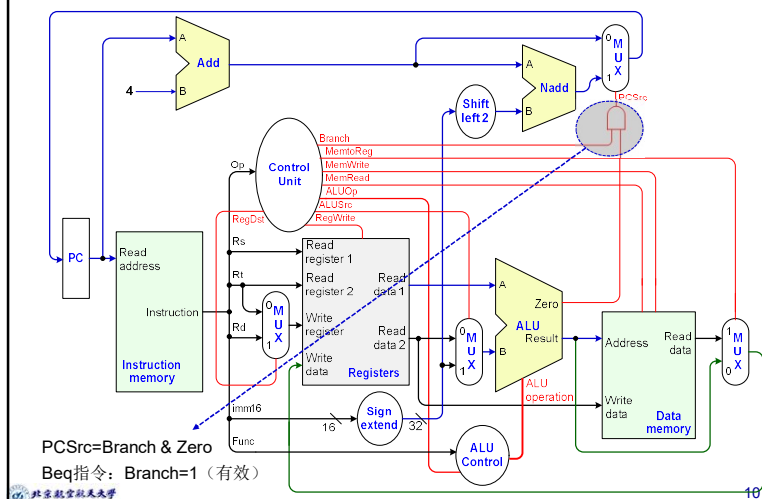 A
Add
4
B
0
M
U
X
1
A
Nadd
B
PCSrc
Shift
left 2
Branch
MemtoReg
MemWrite
MemRead
ALUOp
ALUSrc
RegWrite
Op
Control
Unit
RegDst
PC
Read
address
Instruction
Instruction
memory
Rs
Rt
Rd
0
M
U
X
1
Read
register 1
Read
register 2
Write
register
Write
data
Read
data 1
Read
data 2
Registers
0
M
U
X
1
A
Zero
ALU
Result
B
ALU
operation
Address
Read
data
Write
data
Data
memory
1
M
U
X
0
imm16
16
Sign
extend
32
Func
ALU
Control
PCSrc=Branch & Zero
Beq指令：Branch=1（有效）
北京航空航天大学
10